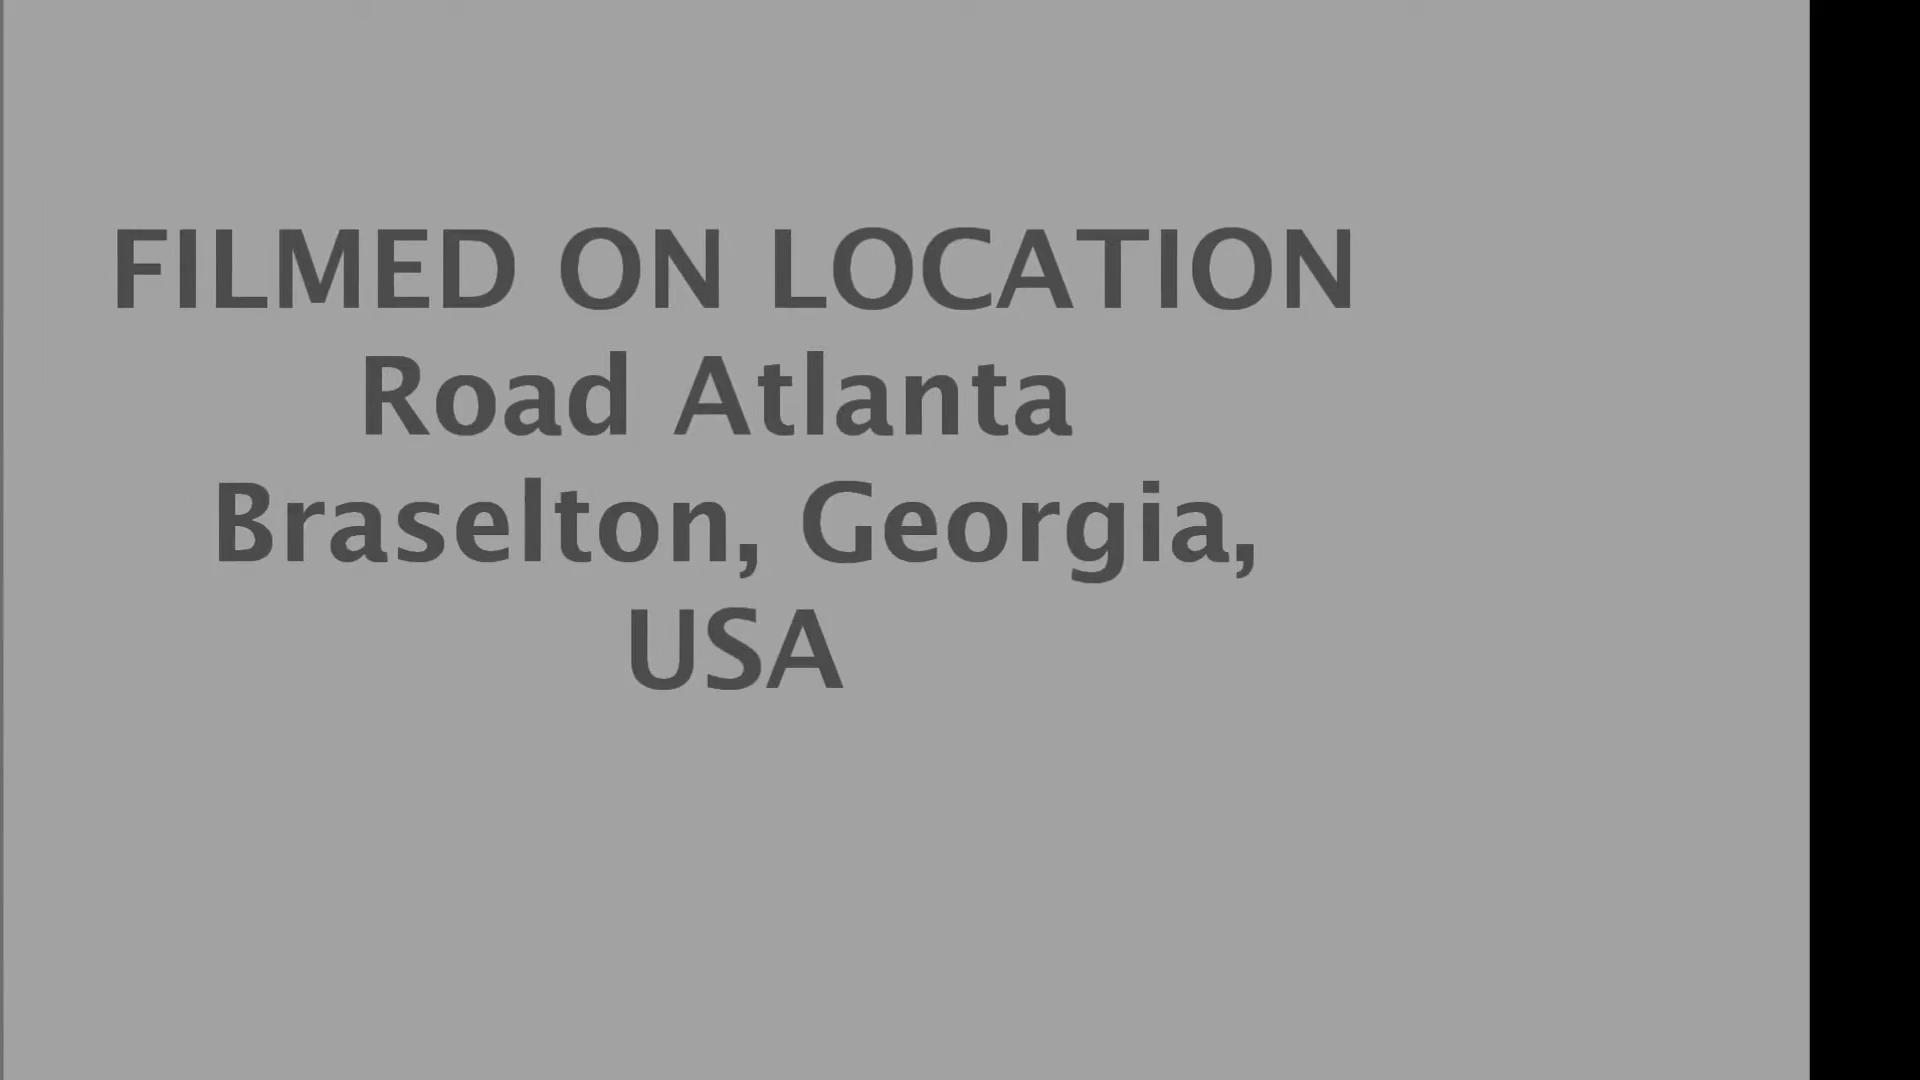 FILMED ON LOCATION
Road Atlanta
Braselton, Georgia,
USA